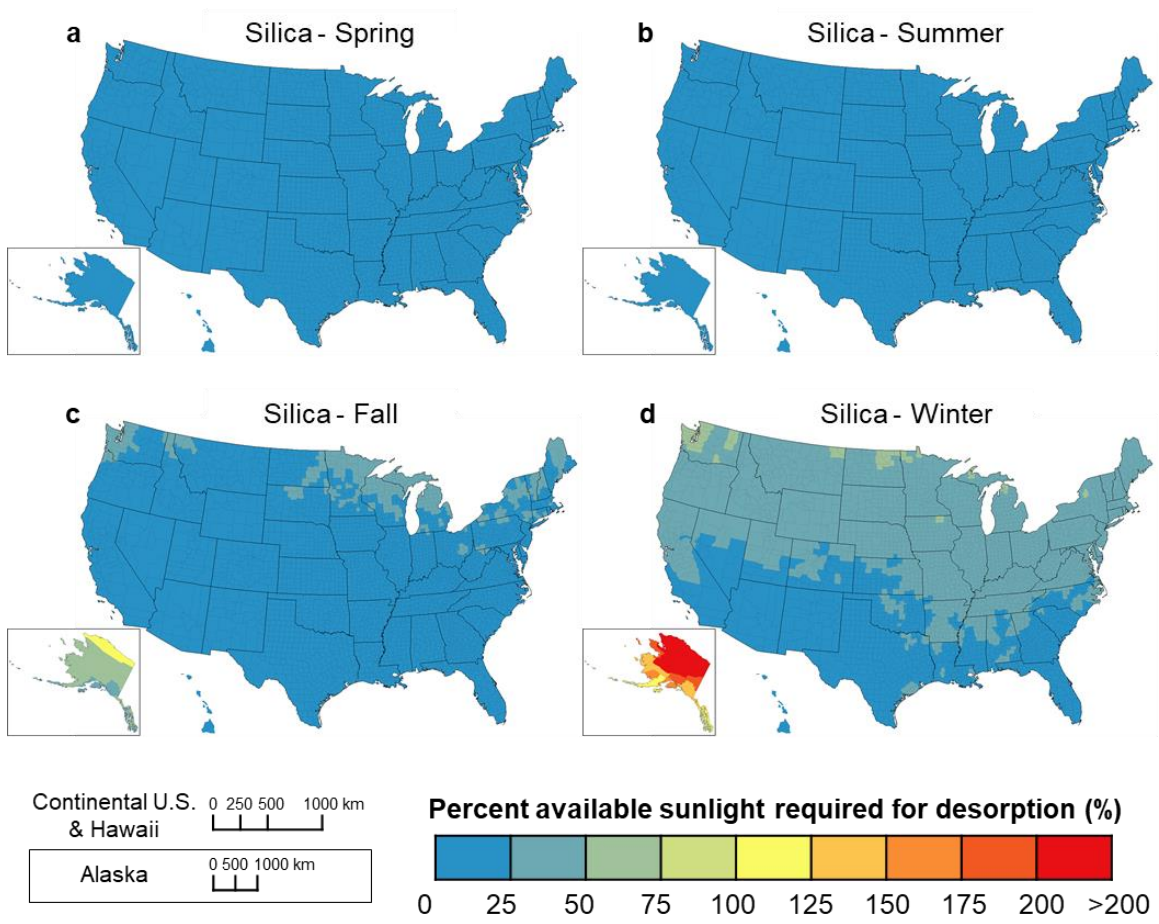 a Silica - Spring
b Silica - Summer
c Silica - Fall
d Silica - Winter
Continental U.S.
& Hawaii
0 250 500 1000 km
Alaska
0 500 1000 km
Percent available sunlight required for desorption (%)
0 25 50 75 100 125 150 175 200 >200